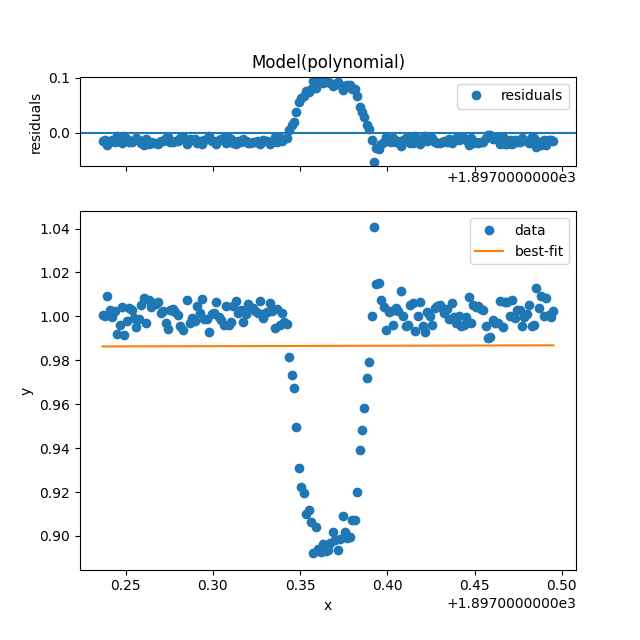 Model(polynomial)
0.1
0.0
residuals
residuals
+1.8970000000e3
1.04
1.02
1.00
0.98
0.96
0.94
0.92
0.90
y
data
best-fit
0.25
0.30
0.35
0.40
0.45
0.50
x
+1.8970000000e3